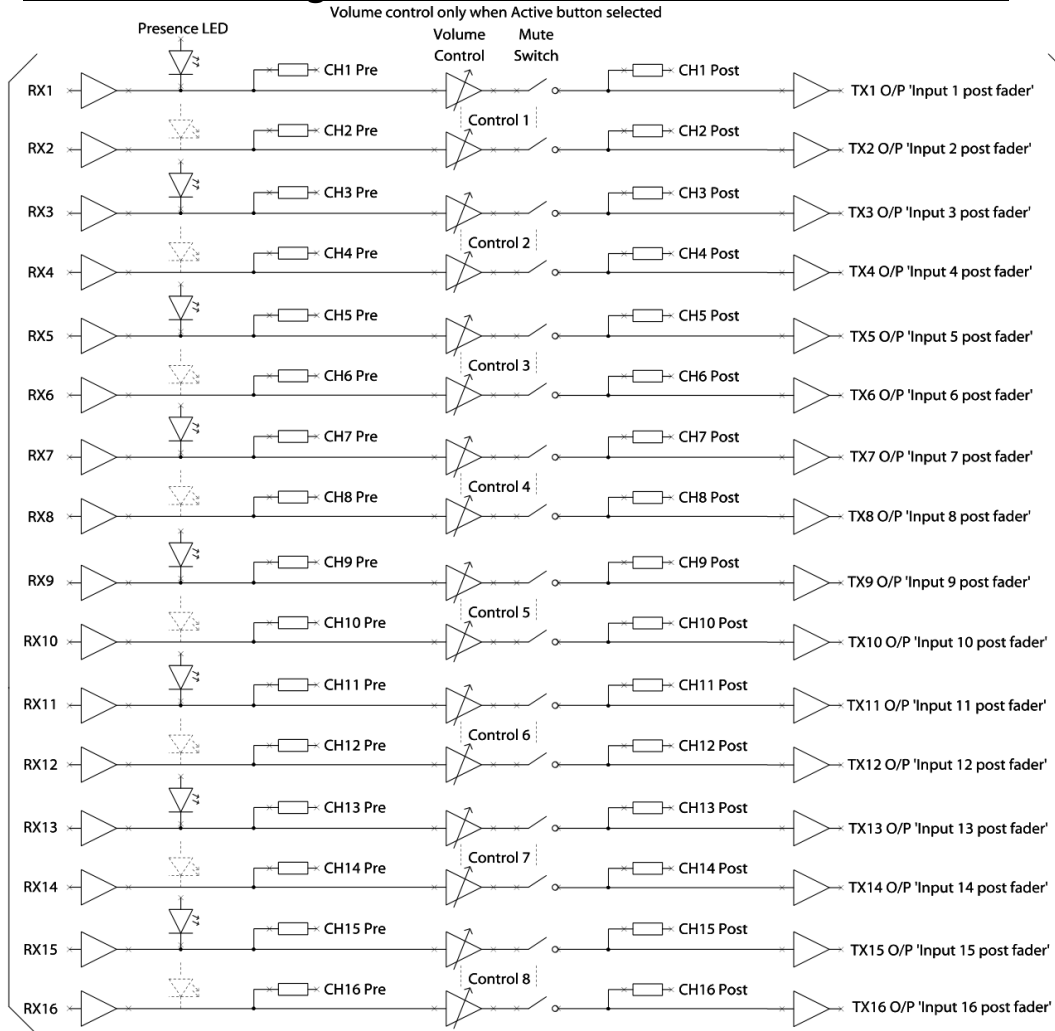 Volume control only when Active button selected
Presence LED
Volume Control
Mute Switch
RX1 CH1 Pre CH1 Post TX1 O/P 'Input 1 post fader'
Control 1
RX2 CH2 Pre CH2 Post TX2 O/P 'Input 2 post fader'
RX3 CH3 Pre CH3 Post TX3 O/P 'Input 3 post fader'
Control 2
RX4 CH4 Pre CH4 Post TX4 O/P 'Input 4 post fader'
RX5 CH5 Pre CH5 Post TX5 O/P 'Input 5 post fader'
Control 3
RX6 CH6 Pre CH6 Post TX6 O/P 'Input 6 post fader'
RX7 CH7 Pre CH7 Post TX7 O/P 'Input 7 post fader'
Control 4
RX8 CH8 Pre CH8 Post TX8 O/P 'Input 8 post fader'
RX9 CH9 Pre CH9 Post TX9 O/P 'Input 9 post fader'
Control 5
RX10 CH10 Pre CH10 Post TX10 O/P 'Input 10 post fader'
RX11 CH11 Pre CH11 Post TX11 O/P 'Input 11 post fader'
Control 6
RX12 CH12 Pre CH12 Post TX12 O/P 'Input 12 post fader'
RX13 CH13 Pre CH13 Post TX13 O/P 'Input 13 post fader'
Control 7
RX14 CH14 Pre CH14 Post TX14 O/P 'Input 14 post fader'
RX15 CH15 Pre CH15 Post TX15 O/P 'Input 15 post fader'
Control 8
RX16 CH16 Pre CH16 Post TX16 O/P 'Input 16 post fader'